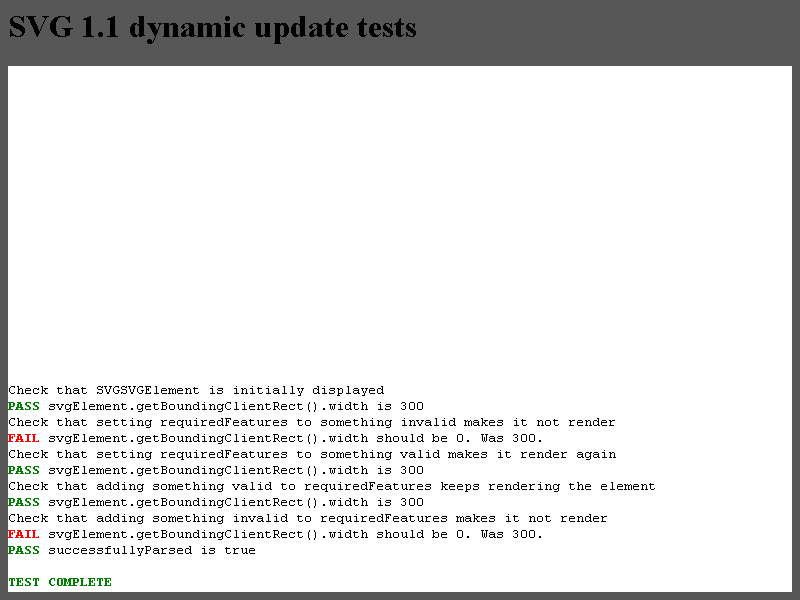 SVG 1.1 dynamic update tests
Check that SVGSVGElement is initially displayed
PASS svgElement.getBoundingClientRect().width is 300
Check that setting requiredFeatures to something invalid makes it not render
FAIL svgElement.getBoundingClientRect().width should be 0. Was 300.
Check that setting requiredFeatures to something valid makes it render again
PASS svgElement.getBoundingClientRect().width is 300
Check that adding something valid to requiredFeatures keeps rendering the element
PASS svgElement.getBoundingClientRect().width is 300
Check that adding something invalid to requiredFeatures makes it not render
FAIL svgElement.getBoundingClientRect().width should be 0. Was 300.
PASS successfullyParsed is true
TEST COMPLETE